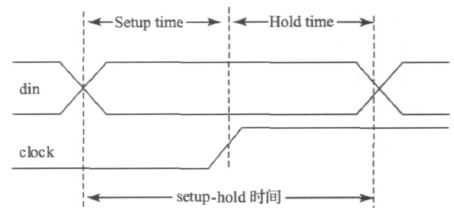 Setup time Hold time
din
clock
setup-hold 时间